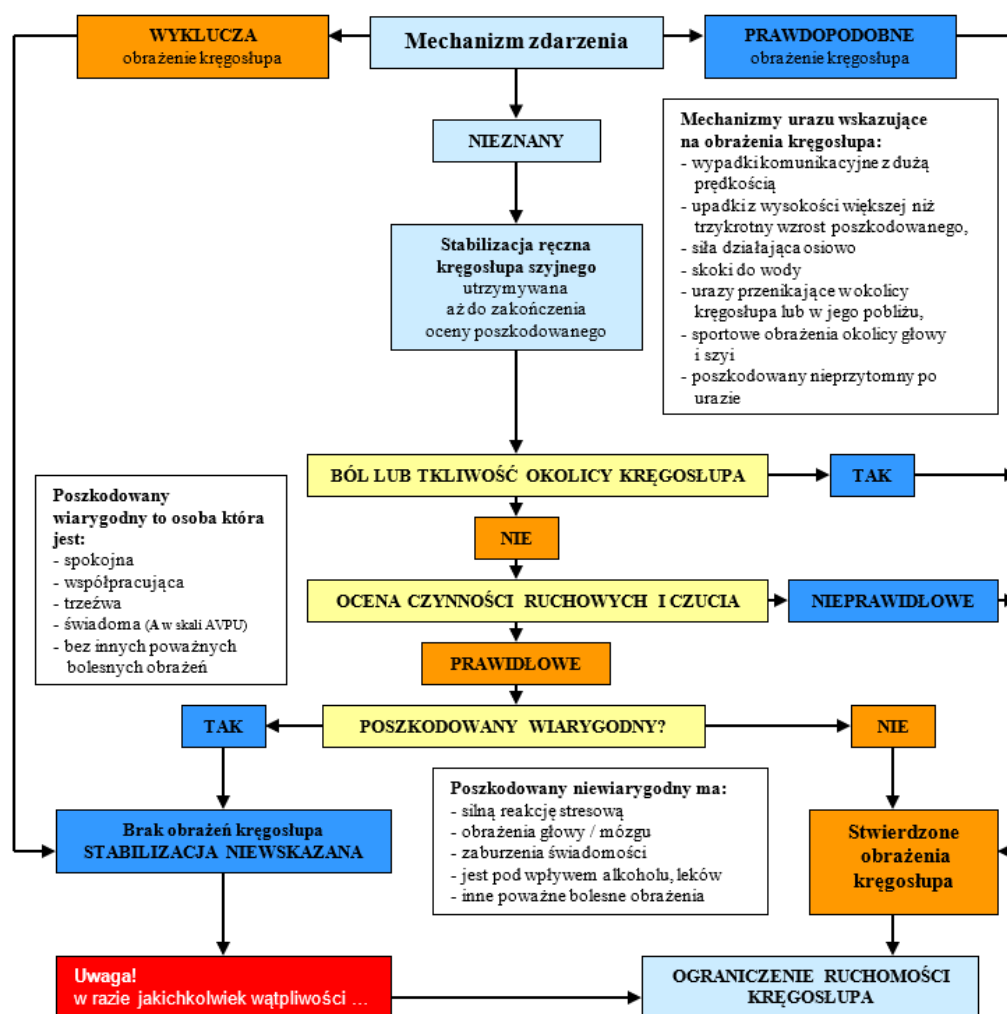 WYKLUCZA
obrażenie kręgosłupa
Mechanizm zdarzenia
PRAWDOPODOBNE
obrażenie kręgosłupa
NIEZNANY
Mechanizmy urazu wskazujące
na obrażenia kręgosłupa:
- wypadki komunikacyjne z dużą
prędkością
- upadki z wysokości większej niż
trzykrotny wzrost poszkodowanego,
- siła działająca osiowo
- skoki do wody
- urazy przenikające w okolicy
kręgosłupa lub w jego pobliżu,
- sportowe obrażenia okolicy głowy
i szyi
- poszkodowany nieprzytomny po
urazie
Stabilizacja ręczna
kręgosłupa szyjnego
utrzymywana
aż do zakończenia
oceny poszkodowanego
BÓL LUB TKLIWOŚĆ OKOLICY KRĘGOSŁUPA
TAK
Poszkodowany
wiarygodny to osoba która
jest:
- spokojna
- współpracująca
- trzeźwa
- świadoma (A w skali AVPU)
- bez innych poważnych
bolesnych obrażeń
NIE
OCENA CZYNNOŚCI RUCHOWYCH I CZUCIA
NIEPRAWIDŁOWE
PRAWIDŁOWE
TAK
POSZKODOWANY WIARYGODNY?
NIE
Poszkodowany niewiarygodny ma:
- silną reakcję stresową
- obrażenia głowy / mózgu
- zaburzenia świadomości
- jest pod wpływem alkoholu, leków
- inne poważne bolesne obrażenia
Brak obrażeń kręgosłupa
STABILIZACJA NIEWSKAZANA
Stwierdzone
obrażenia
kręgosłupa
Uwaga!
w razie jakichkolwiek wątpliwości ...
OGRANICZENIE RUCHOMOŚCI
KRĘGOSŁUPA